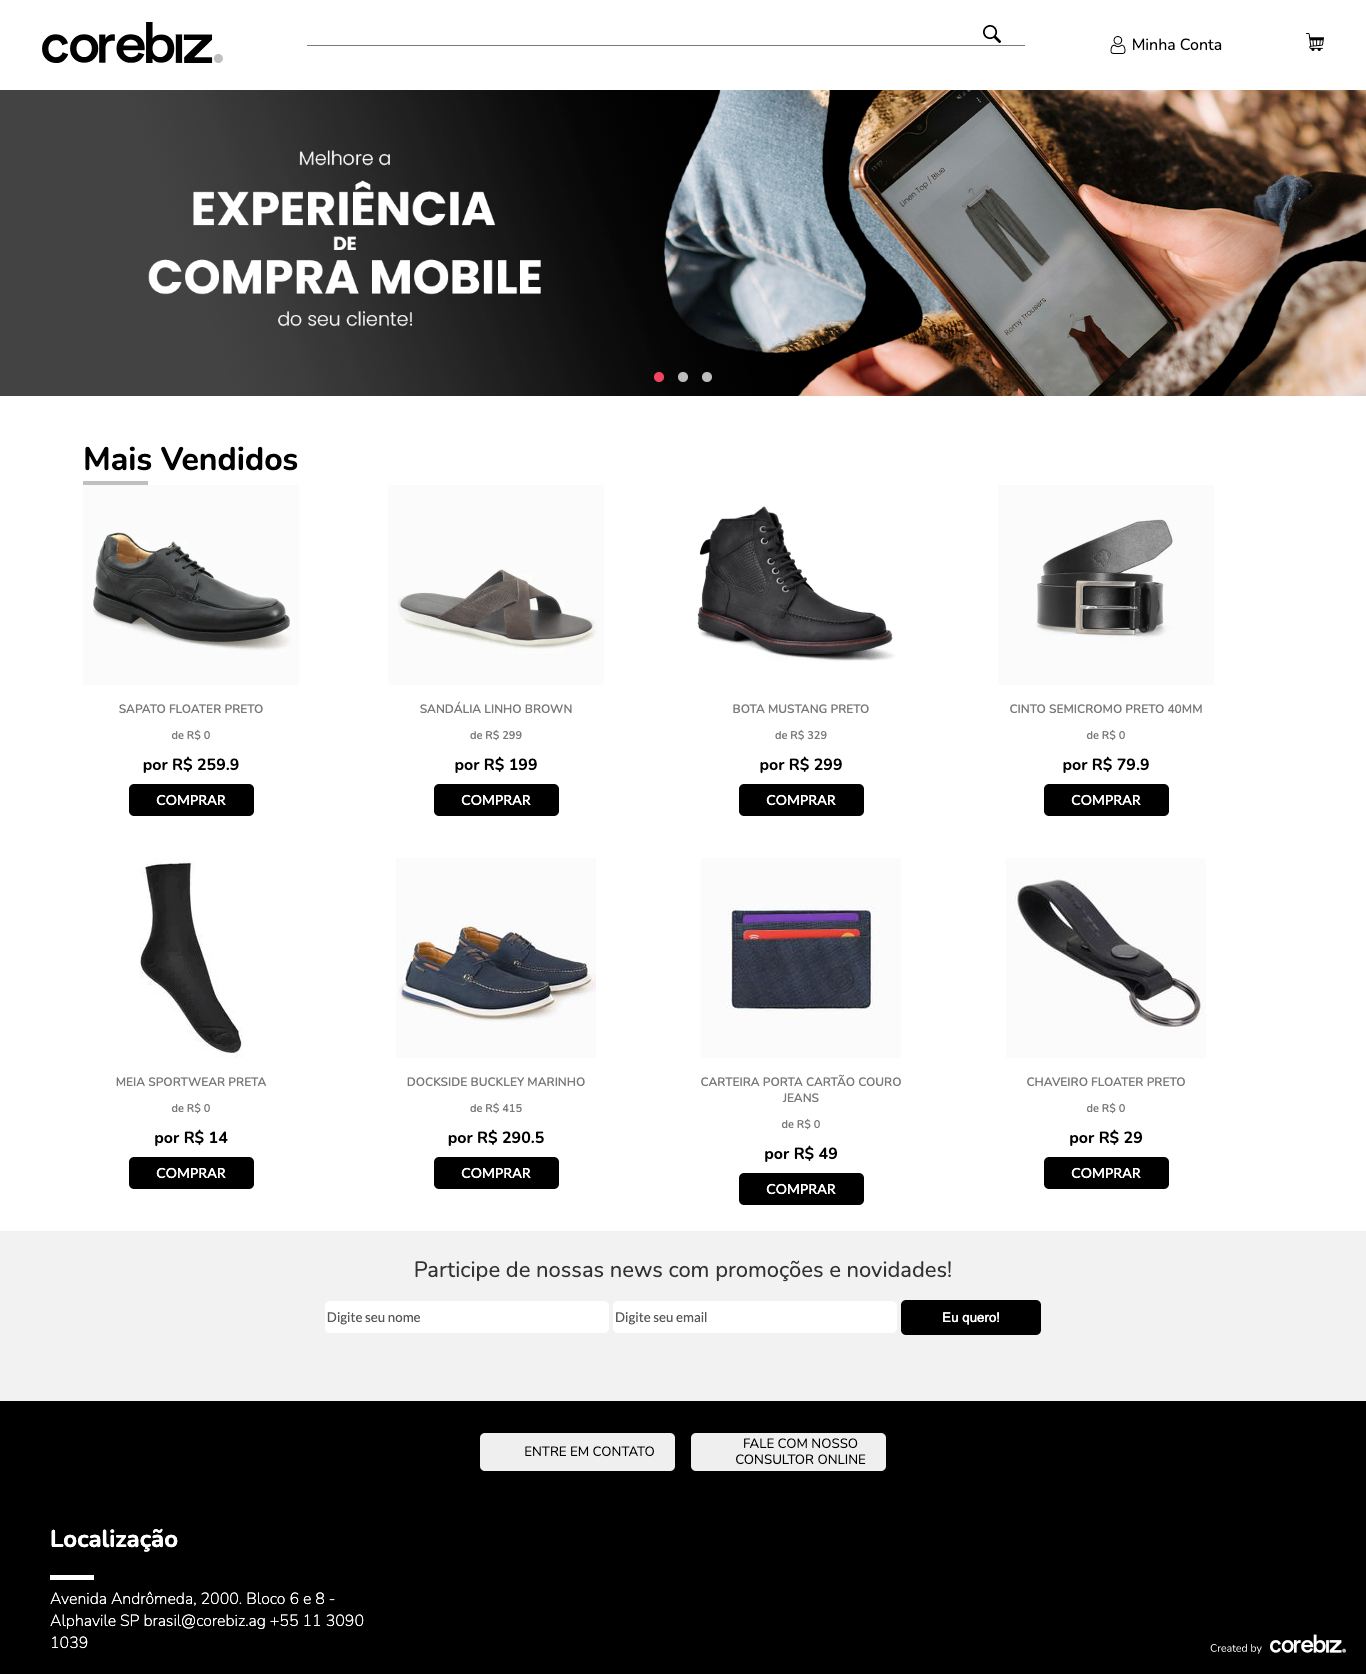 corebiz.
Minha Conta
Melhore a
EXPERIÊNCIA
DE
COMPRA MOBILE
do seu cliente!
Linen Top / Blue
Romy Trousers
Mais Vendidos
SAPATO FLOATER PRETO
de R$ 0
por R$ 259.9
COMPRAR
SANDÁLIA LINHO BROWN
de R$ 299
por R$ 199
COMPRAR
BOTA MUSTANG PRETO
de R$ 329
por R$ 299
COMPRAR
CINTO SEMICROMO PRETO 40MM
de R$ 0
por R$ 79.9
COMPRAR
MEIA SPORTWEAR PRETA
de R$ 0
por R$ 14
COMPRAR
DOCKSIDE BUCKLEY MARINHO
de R$ 415
por R$ 290.5
COMPRAR
CARTEIRA PORTA CARTÃO COURO
JEANS
de R$ 0
por R$ 49
COMPRAR
CHAVEIRO FLOATER PRETO
de R$ 0
por R$ 29
COMPRAR
Participe de nossas news com promoções e novidades!
Digite seu nome
Digite seu email
Eu quero!
ENTRE EM CONTATO
FALE COM NOSSO
CONSULTOR ONLINE
Localização
Avenida Andrômeda, 2000. Bloco 6 e 8 -
Alphavile SP brasil@corebiz.ag +55 11 3090
1039
Created by corebiz.